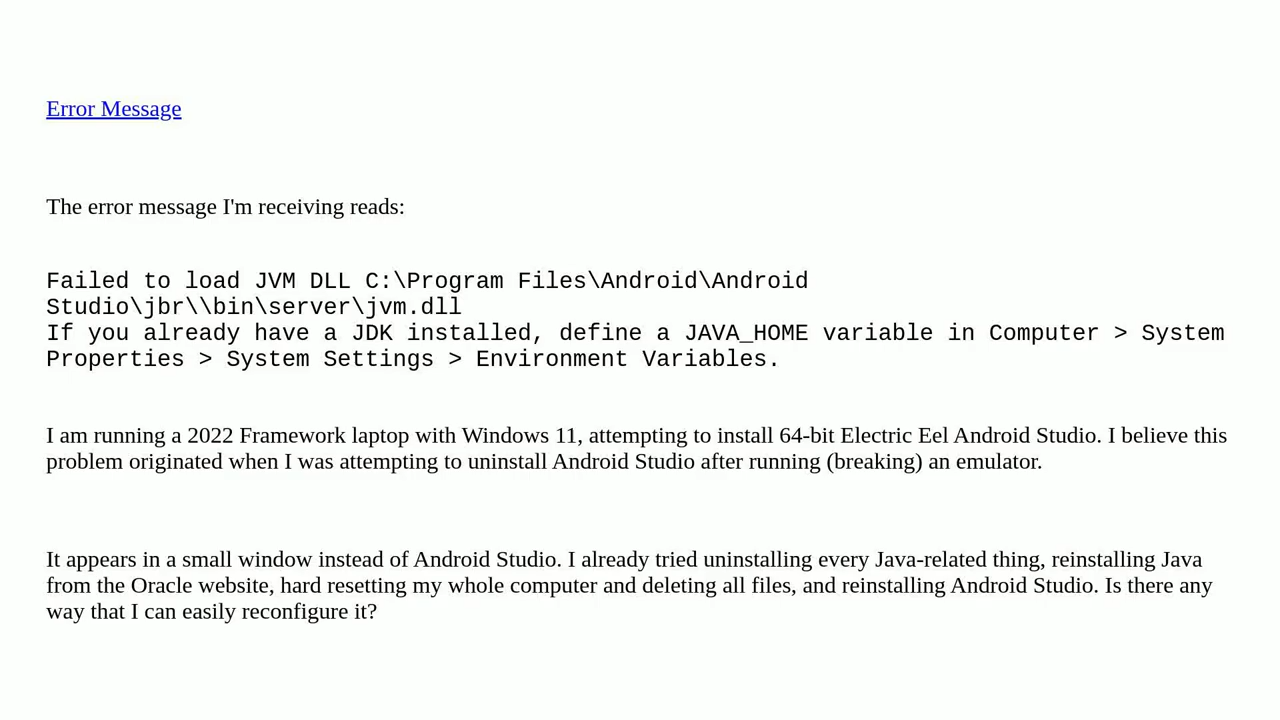 Error Message
The error message I'm receiving reads:
Failed to load JVM DLL C:\Program Files\Android\Android
Studio\jbr\\bin\server\jvm.dll
If you already have a JDK installed, define a JAVA_HOME variable in Computer > System
Properties > System Settings > Environment Variables.
I am running a 2022 Framework laptop with Windows 11, attempting to install 64-bit Electric Eel Android Studio. I believe this
problem originated when I was attempting to uninstall Android Studio after running (breaking) an emulator.
It appears in a small window instead of Android Studio. I already tried uninstalling every Java-related thing, reinstalling Java
from the Oracle website, hard resetting my whole computer and deleting all files, and reinstalling Android Studio. Is there any
way that I can easily reconfigure it?